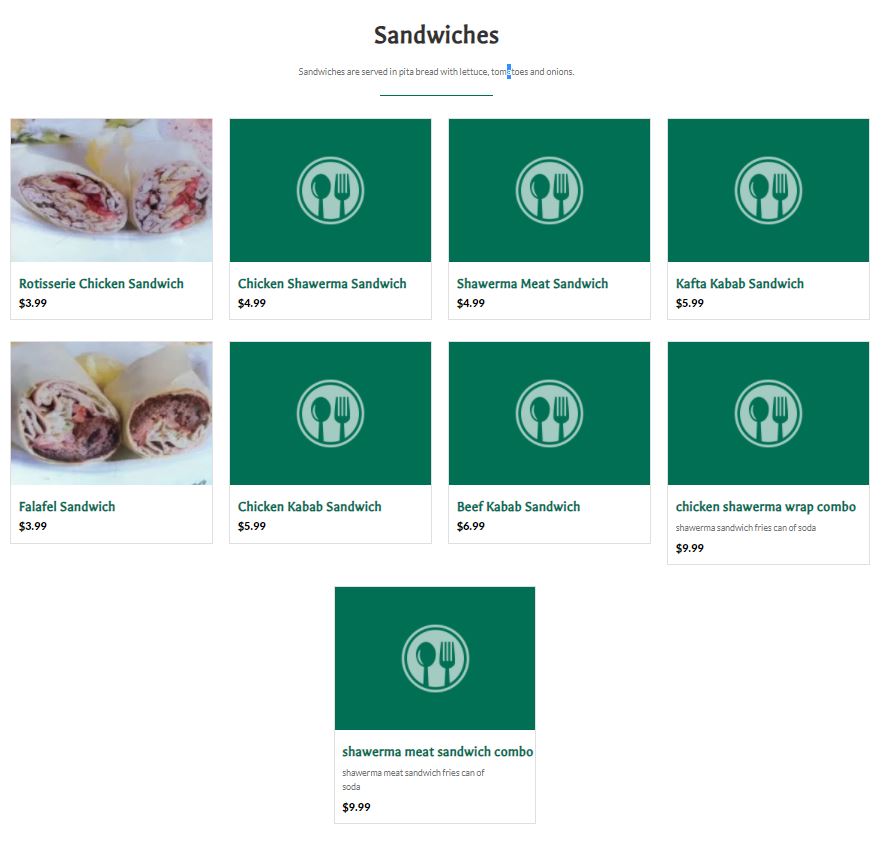 Sandwiches
Sandwiches are served in pita bread with lettuce, tomatoes and onions.
Rotisserie Chicken Sandwich
$3.99
Chicken Shawerma Sandwich
$4.99
Shawerma Meat Sandwich
$4.99
Kafta Kabab Sandwich
$5.99
Falafel Sandwich
$3.99
Chicken Kabab Sandwich
$5.99
Beef Kabab Sandwich
$6.99
chicken shawerma wrap combo
shawerma sandwich fries can of soda
$9.99
shawerma meat sandwich combo
shawerma meat sandwich fries can of
soda
$9.99